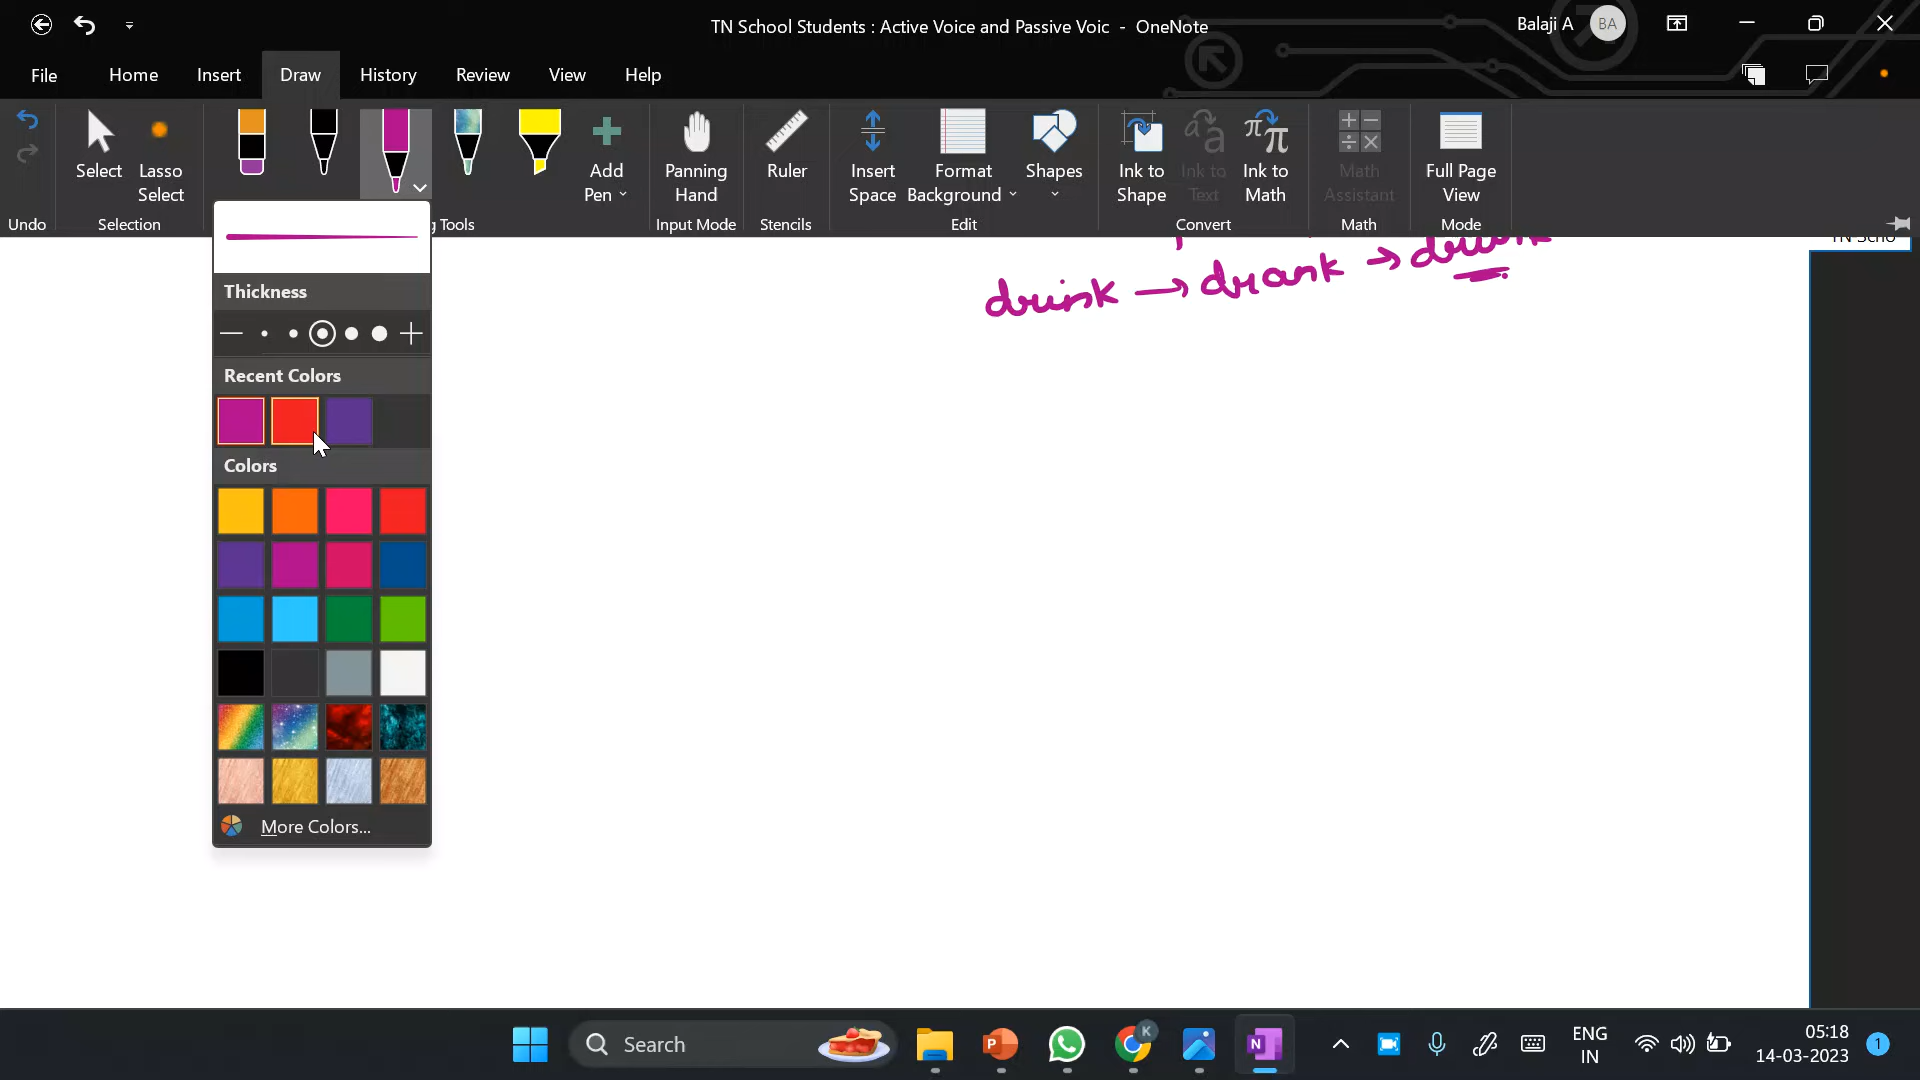 TN School Students : Active Voice and Passive Voic - OneNote
Balaji A
BA
File
Home
Insert
Draw
History
Review
View
Help
Select
Lasso
Select
Add
Pen
Panning
Hand
Ruler
Insert
Space
Format
Background
Shapes
Ink to
Shape
Ink to
Text
Ink to
Math
Math
Assistant
Full Page
View
Undo
Selection
g Tools
Input Mode
Stencils
Edit
Convert
Math
Mode
TN Scho
drink → drank → drunk
Thickness
Recent Colors
Colors
More Colors...
Search
P
K
N
ENG
IN
05:18
14-03-2023
1